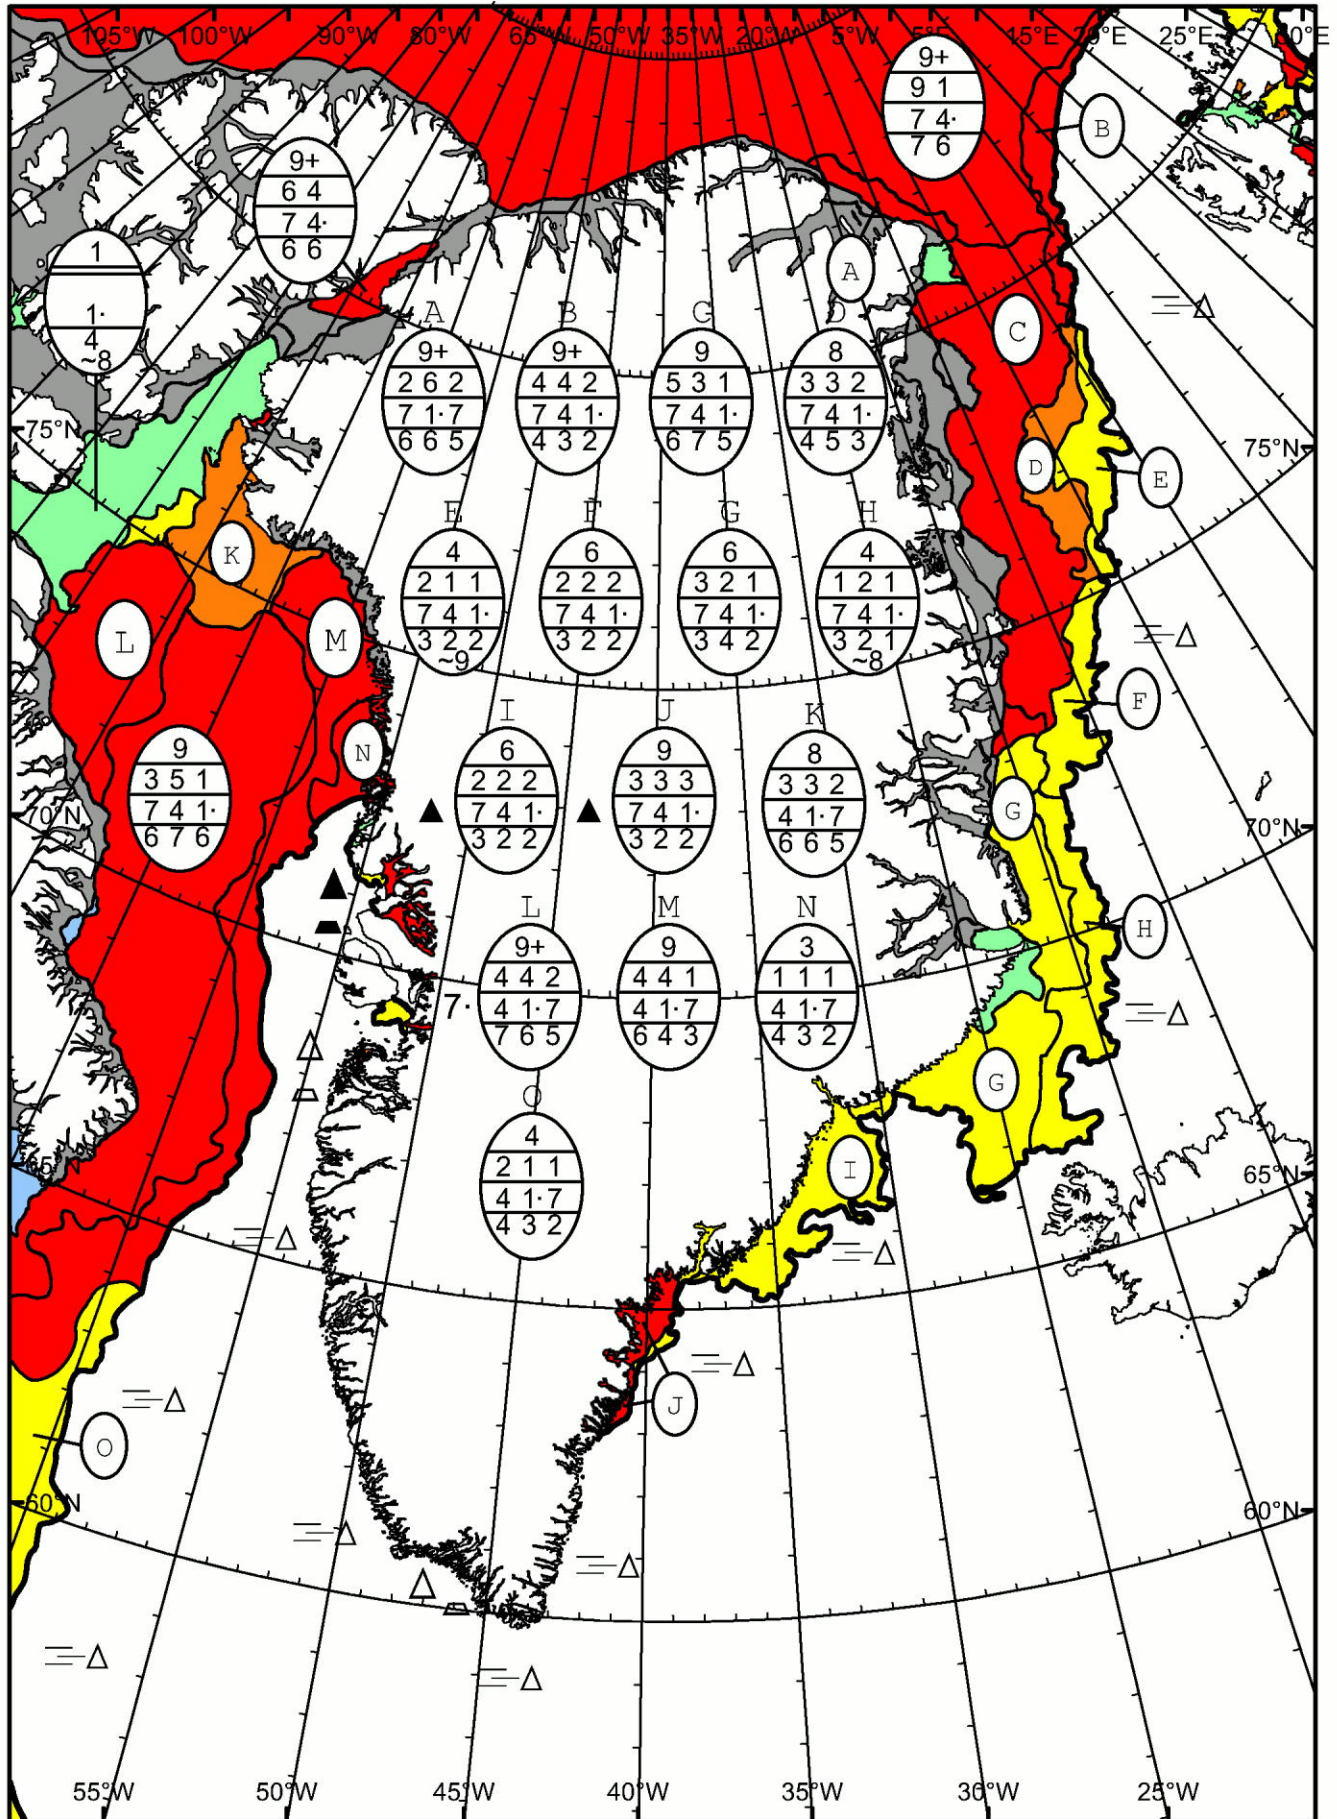 105°W 100°W 90°W 80°W 65°W 50°W 35°W 20°W 5°W 5°E 15°E 20°E 25°E 30°E
9+
9 1
7 4·
7 6
B
9+
6 4
7 4·
6 6
1
1·
4
~8
A
C
A B C D
9+ 9+ 9 8
2 6 2 4 4 2 5 3 1 3 3 2
7 1·7 7 4 1· 7 4 1· 7 4 1·
6 6 5 4 3 2 6 7 5 4 5 3
75°N 75°N
D E
E F G H
4 6 6 4
2 1 1 2 2 2 3 2 1 1 2 1
7 4 1· 7 4 1· 7 4 1· 7 4 1·
3 2 2 3 2 2 3 4 2 3 2 1
~9 ~8
K
L M
F
N
I J K
6 9 8
2 2 2 3 3 3 3 3 2
7 4 1· 7 4 1· 4 1·7
3 2 2 3 2 2 6 6 5
9
3 5 1
7 4 1·
6 7 6
70°N 70°N
G
H
L M N
9+ 9 3
4 4 2 4 4 1 1 1 1
7· 4 1·7 4 1·7 4 1·7
7 6 5 6 4 3 4 3 2
G
O
4
2 1 1
4 1·7
4 3 2
I
65°N 65°N
J
O
60°N 60°N
55°W 50°W 45°W 40°W 35°W 30°W 25°W